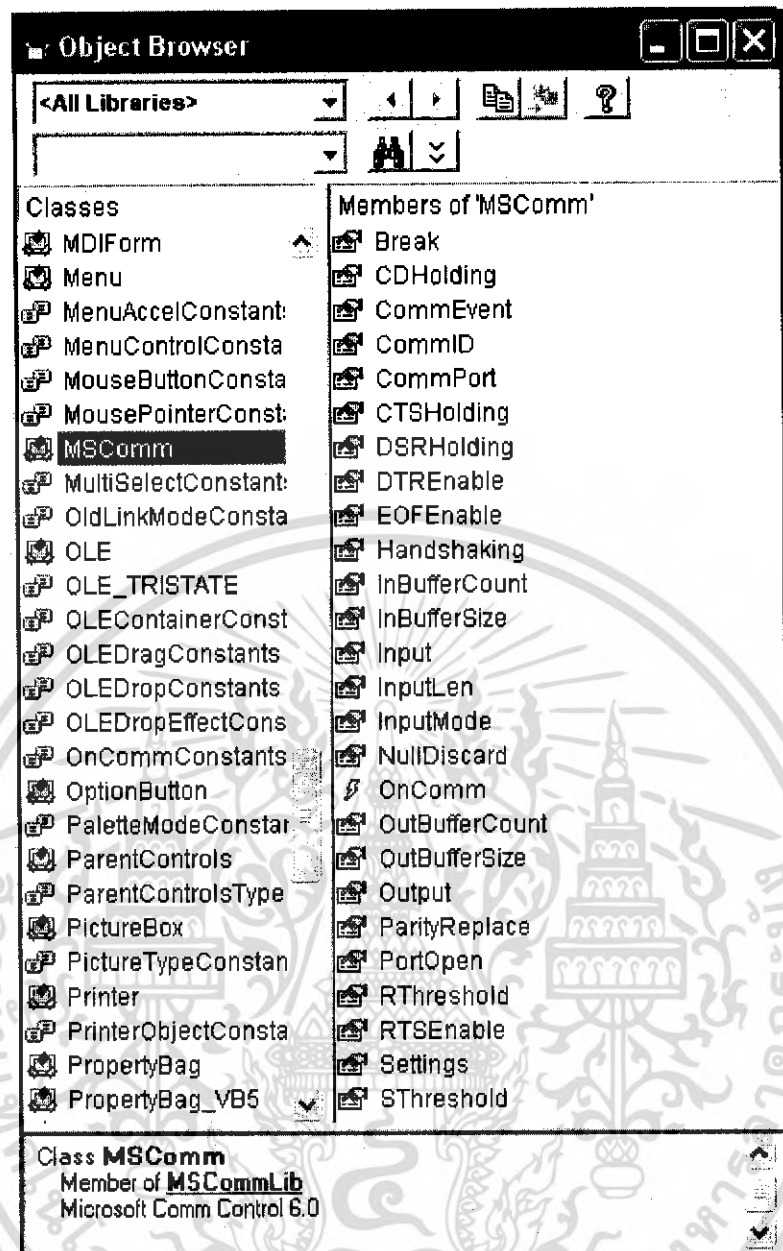 Object Browser
<All Libraries>
Classes
MDIForm
Menu
MenuAccelConstant
MenuControlConsta
MouseButtonConsta
MousePointerConst
MSComm
MultiSelectConstant
OldLinkModeConsta
OLE
OLE_TRISTATE
OLEContainerConst
OLEDragConstants
OLEDropConstants
OLEDropEffectCons
OnCommConstants
OptionButton
PaletteModeConstar
ParentControls
ParentControlsType
PictureBox
PictureTypeConstan
Printer
PrinterObjectConsta
PropertyBag
PropertyBag_VB5
Members of 'MSComm'
Break
CDHolding
CommEvent
CommID
CommPort
CTSHolding
DSRHolding
DTREnable
EOFEnable
Handshaking
InBufferCount
InBufferSize
Input
InputLen
InputMode
NullDiscard
OnComm
OutBufferCount
OutBufferSize
Output
ParityReplace
PortOpen
RThreshold
RTSEnable
Settings
SThreshold
Class MSComm
Member of MSCommLib
Microsoft Comm Control 6.0